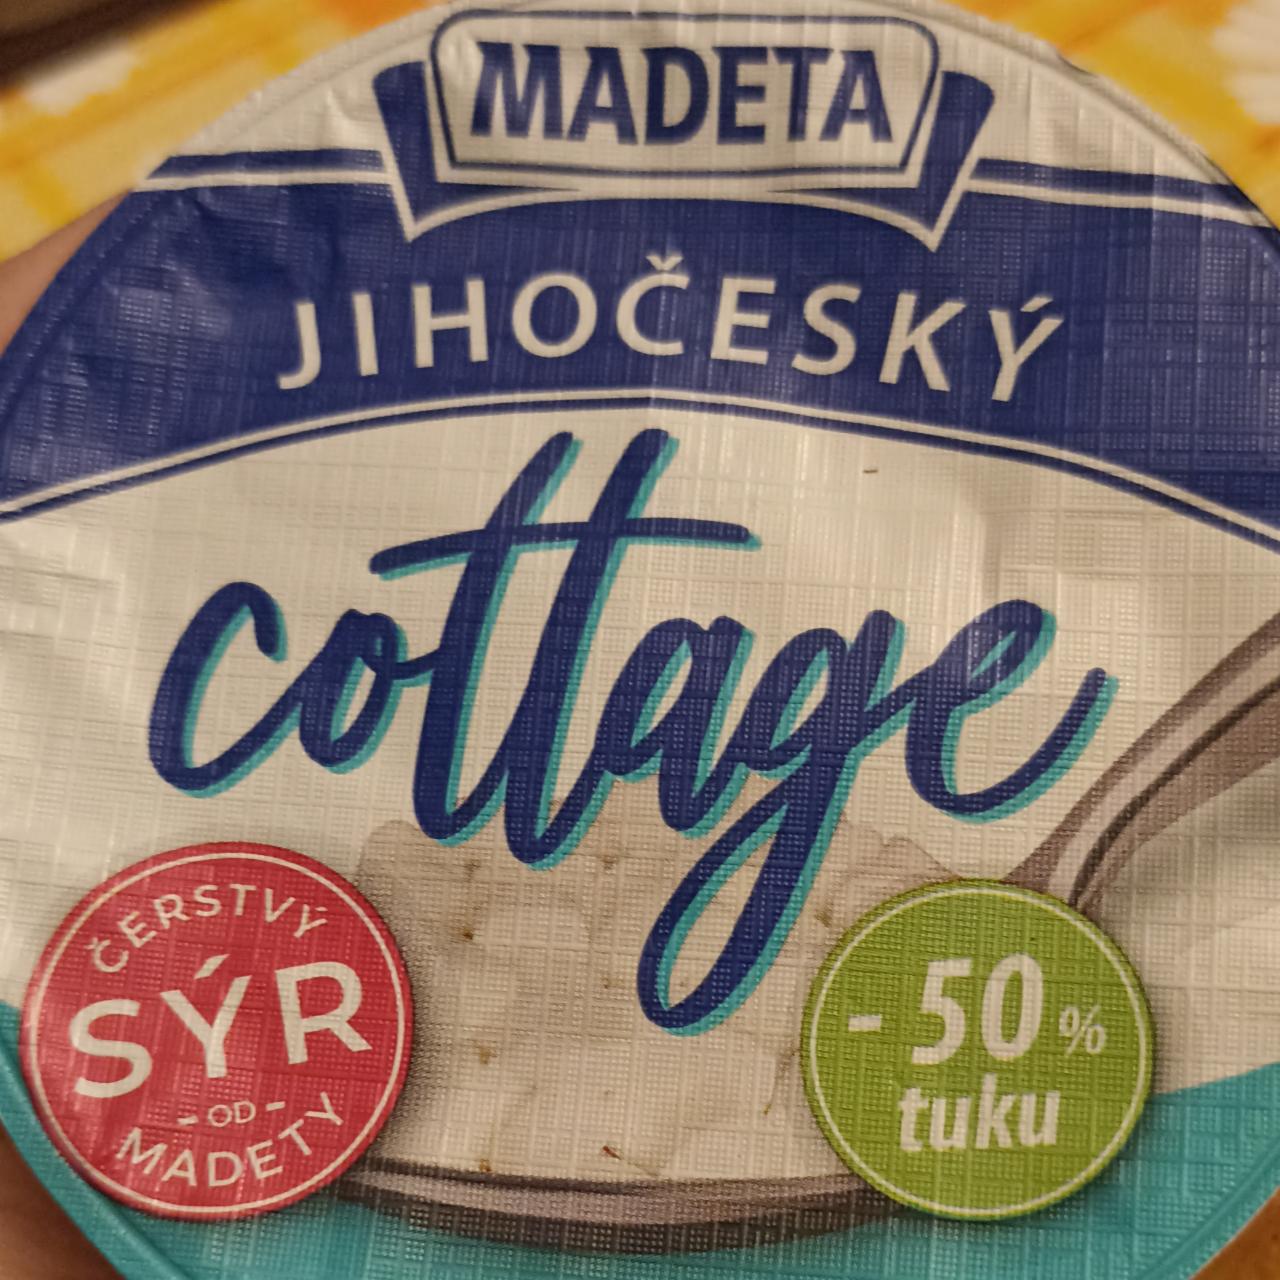 MADETA
JIHOČESKÝ
cottage
ČERSTVÝ
SÝR
- OD -
MADETY
- 50 %
tuku